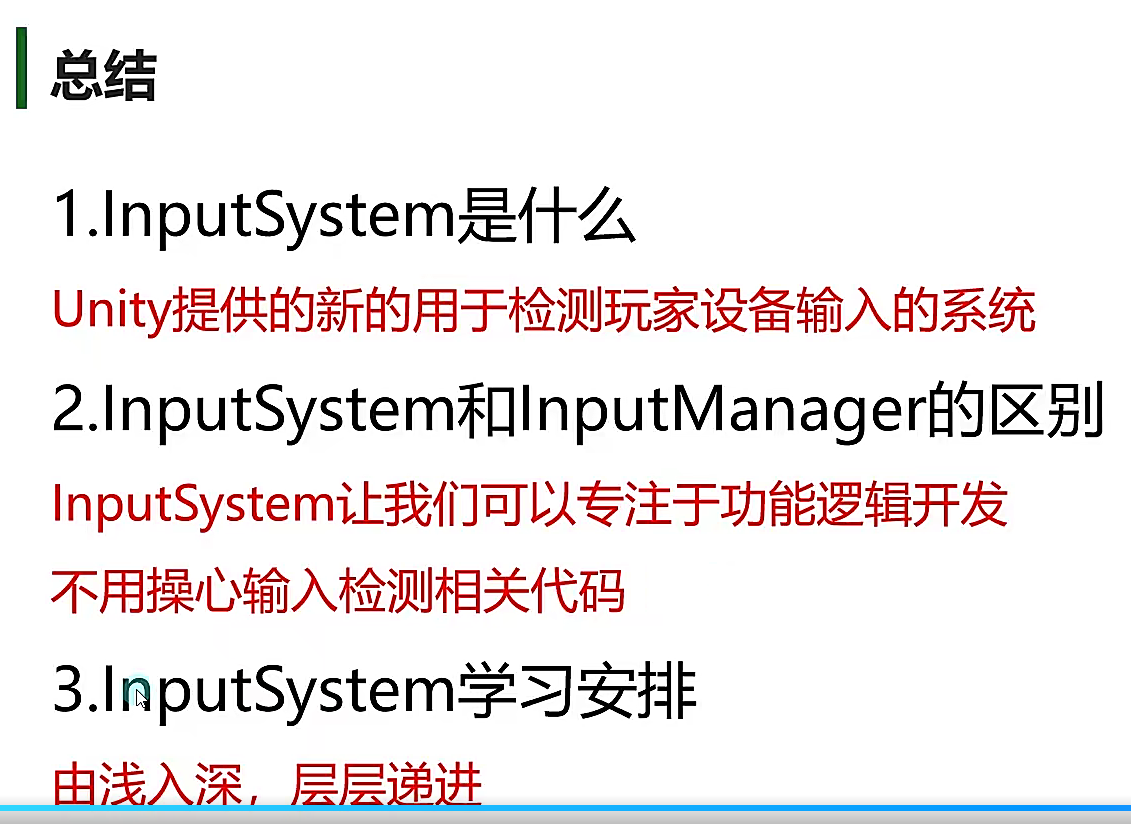 总结
1.InputSystem是什么
Unity提供的新的用于检测玩家设备输入的系统
2.InputSystem和InputManager的区别
InputSystem让我们可以专注于功能逻辑开发
不用操心输入检测相关代码
3.InputSystem学习安排
由浅入深，层层递进